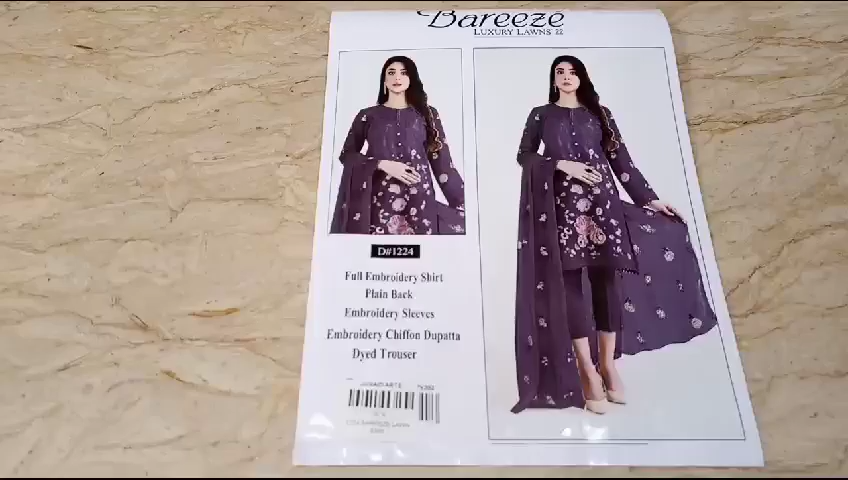 Bareeze
LUXURY LAWNS 22
D#1224
Full Embroidery Shirt
Plain Back
Embroidery Sleeves
Embroidery Chiffon Dupatta
Dyed Trouser